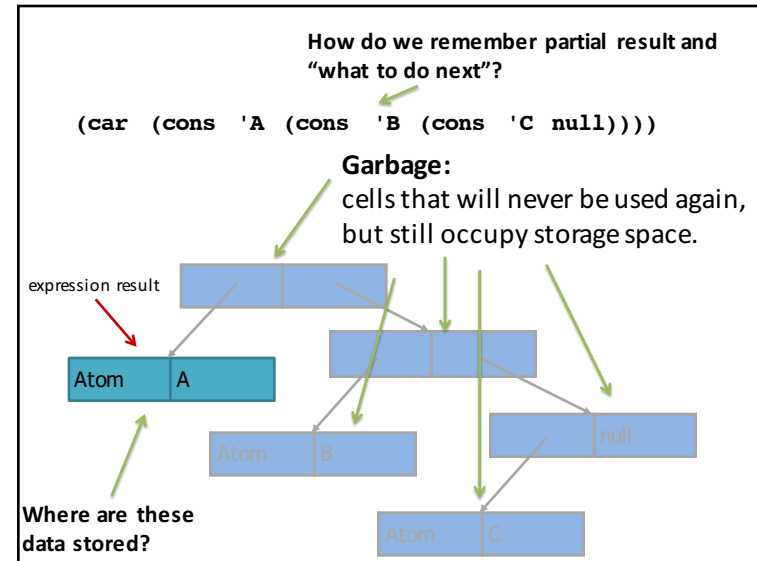 How do we remember partial result and
“what to do next”?
(car (cons 'A (cons 'B (cons 'C null))))
Garbage:
cells that will never be used again,
but still occupy storage space.
expression result
Atom A
Atom B
null
Atom C
Where are these
data stored?